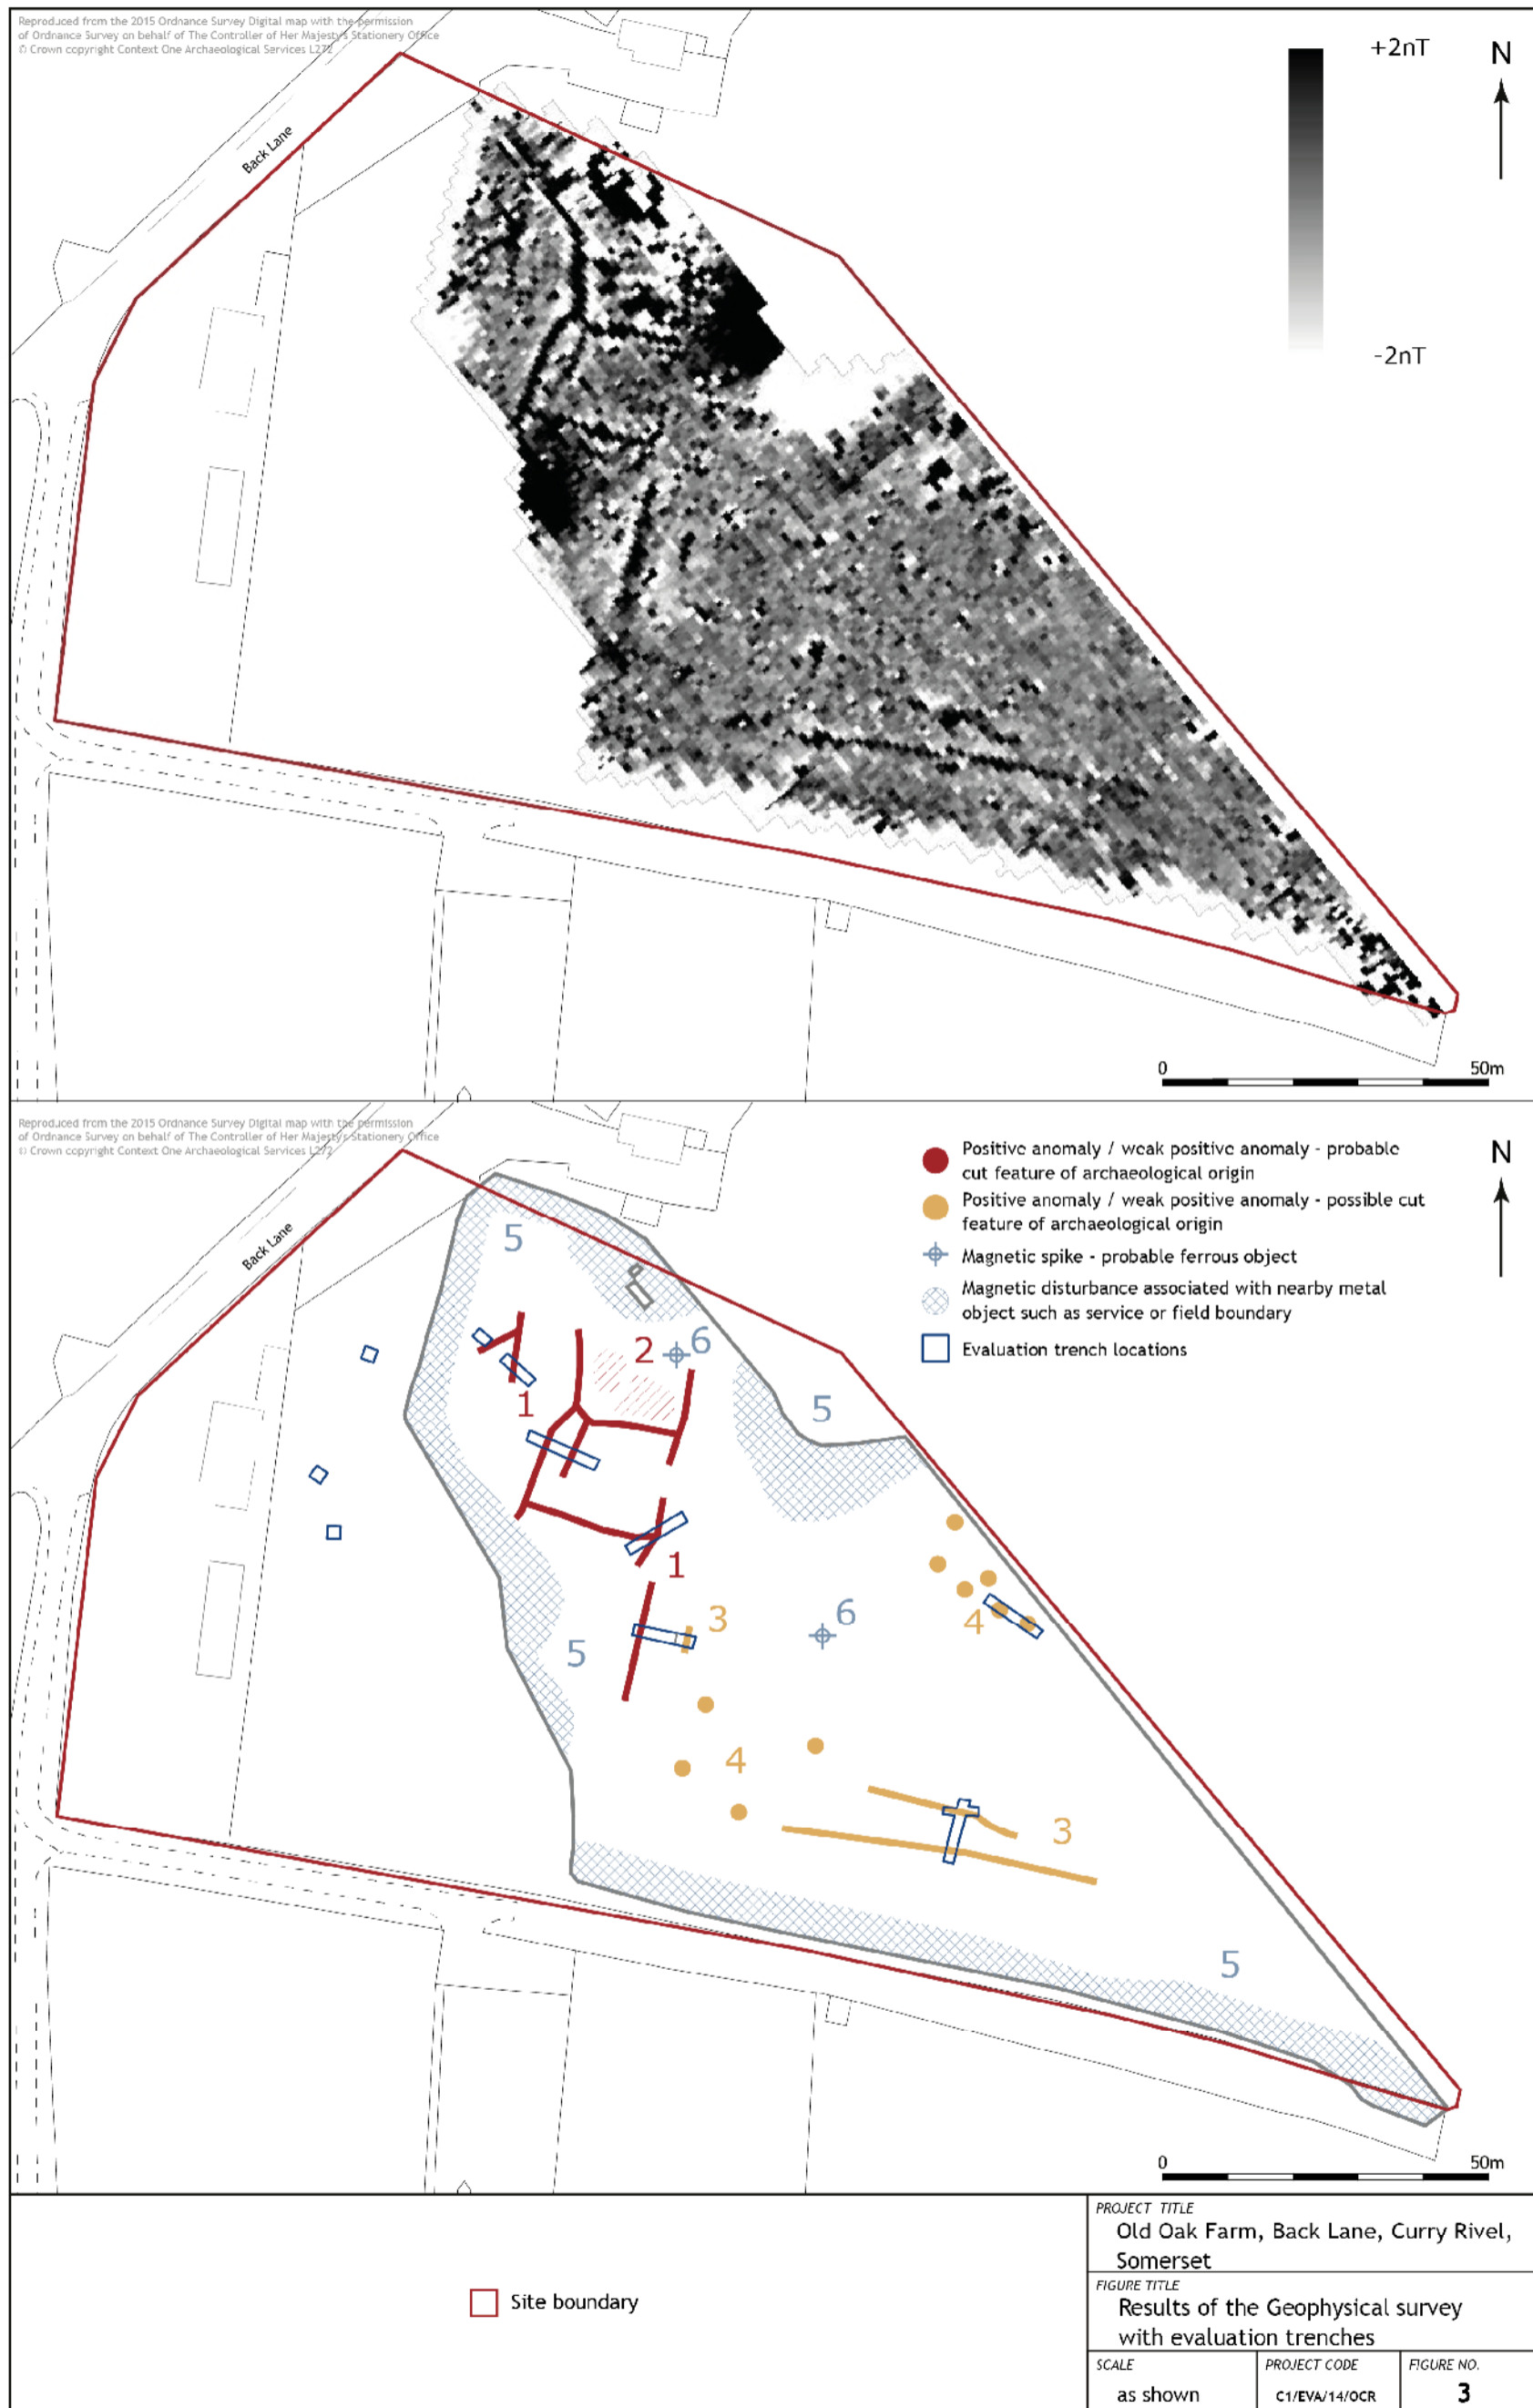 Reproduced from the 2015 Ordnance Survey Digital map with the permission
of Ordnance Survey on behalf of The Controller of Her Majesty's Stationery Office
© Crown copyright Context One Archaeological Services L272
Back Lane
+2nT
-2nT
N
0 50m
Reproduced from the 2015 Ordnance Survey Digital map with the permission
of Ordnance Survey on behalf of The Controller of Her Majesty's Stationery Office
© Crown copyright Context One Archaeological Services L272
Back Lane
Positive anomaly / weak positive anomaly - probable
cut feature of archaeological origin
Positive anomaly / weak positive anomaly - possible cut
feature of archaeological origin
Magnetic spike - probable ferrous object
Magnetic disturbance associated with nearby metal
object such as service or field boundary
Evaluation trench locations
N
5
2
6
1
5
1
3
6
4
5
4
3
5
0 50m
Site boundary
PROJECT TITLE
Old Oak Farm, Back Lane, Curry Rivel,
Somerset
FIGURE TITLE
Results of the Geophysical survey
with evaluation trenches
SCALE
as shown
PROJECT CODE
C1/EVA/14/OCR
FIGURE NO.
3